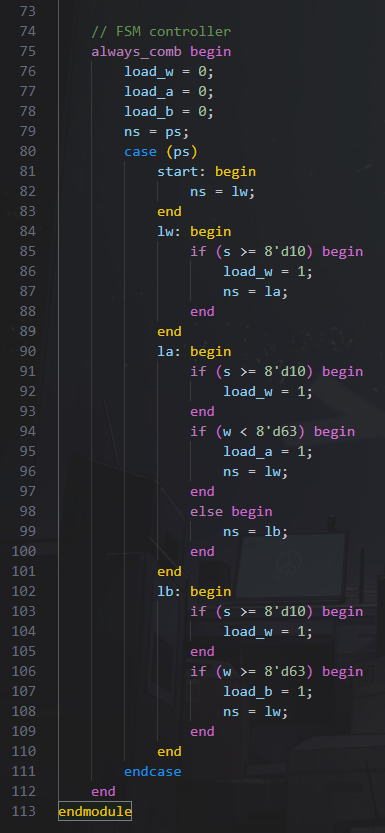 73
74 // FSM controller
75 always_comb begin
76 load_w = 0;
77 load_a = 0;
78 load_b = 0;
79 ns = ps;
80 case (ps)
81 start: begin
82 ns = lw;
83 end
84 lw: begin
85 if (s >= 8'd10) begin
86 load_w = 1;
87 ns = la;
88 end
89 end
90 la: begin
91 if (s >= 8'd10) begin
92 load_w = 1;
93 end
94 if (w < 8'd63) begin
95 load_a = 1;
96 ns = lw;
97 end
98 else begin
99 ns = lb;
100 end
101 end
102 lb: begin
103 if (s >= 8'd10) begin
104 load_w = 1;
105 end
106 if (w >= 8'd63) begin
107 load_b = 1;
108 ns = lw;
109 end
110 end
111 endcase
112 end
113 endmodule